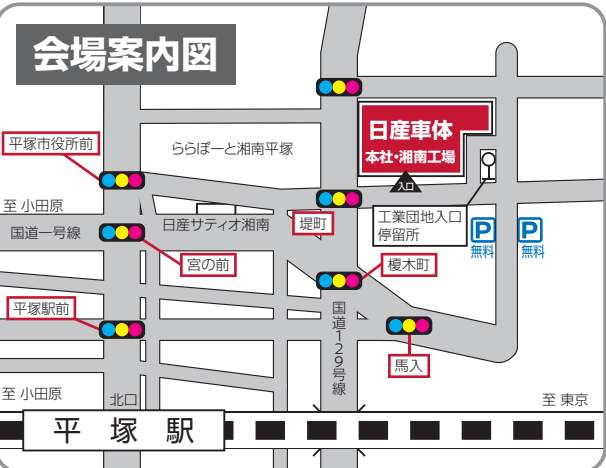 会場案内図
平塚市役所前
ららぽーと湘南平塚
日産車体
本社・湘南工場
入口
至 小田原
国道一号線
日産サティオ湘南
堤町
工業団地入口
停留所
P
無料
P
無料
宮の前
榎木町
平塚駅前
国道129号線
馬入
至 小田原
北口
至 東京
平塚駅